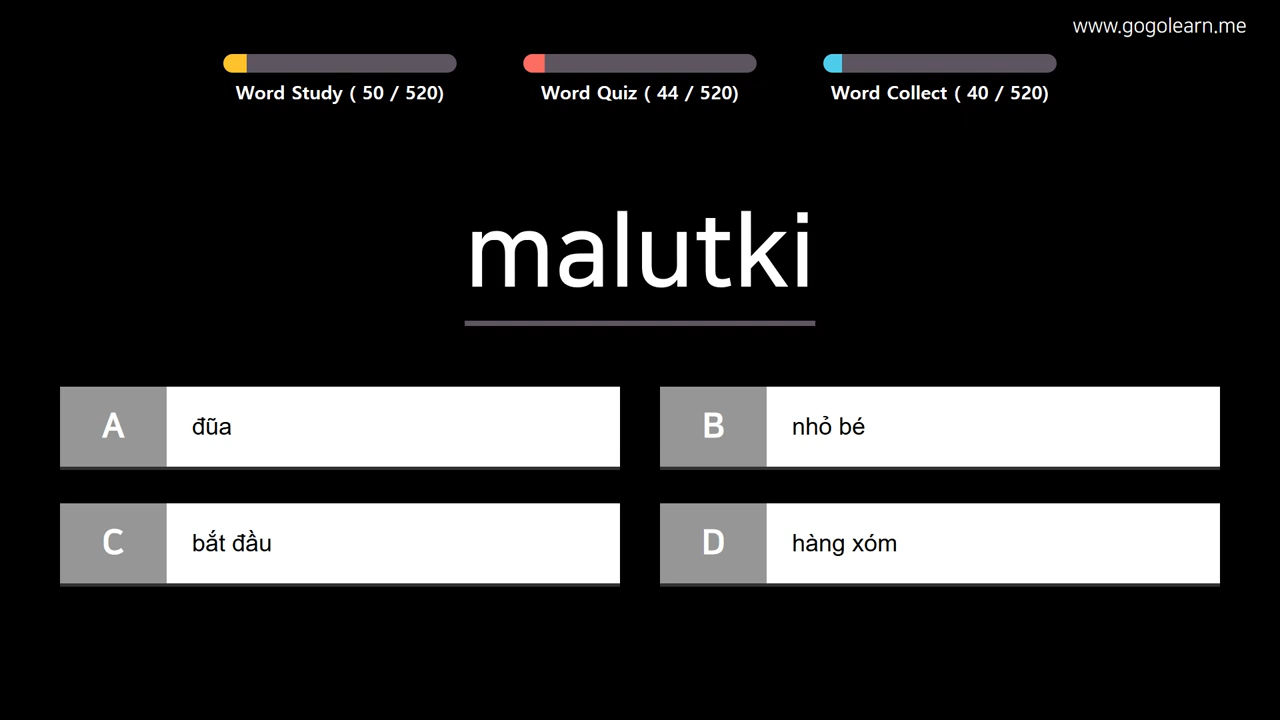 www.gogolearn.me
Word Study ( 50 / 520)
Word Quiz ( 44 / 520)
Word Collect ( 40 / 520)
malutki
A đũa
B nhỏ bé
C bắt đầu
D hàng xóm